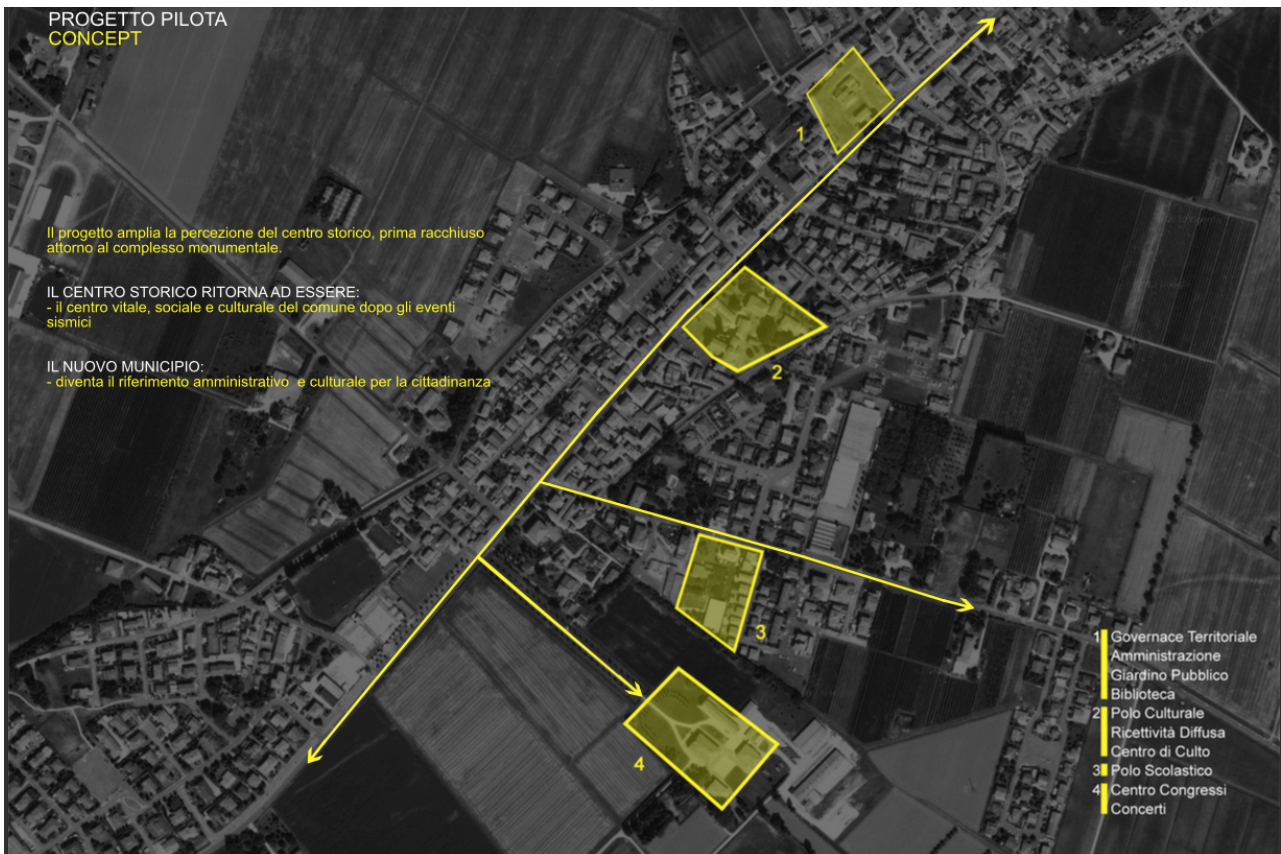 PROGETTO PILOTA
CONCEPT
Il progetto amplia la percezione del centro storico, prima racchiuso
attorno al complesso monumentale.
IL CENTRO STORICO RITORNA AD ESSERE:
- il centro vitale, sociale e culturale del comune dopo gli eventi
sismici
IL NUOVO MUNICIPIO:
- diventa il riferimento amministrativo e culturale per la cittadinanza
1
2
3
4
1 Governace Territoriale
Amministrazione
Giardino Pubblico
Biblioteca
2 Polo Culturale
Ricettività Diffusa
Centro di Culto
3 Polo Scolastico
4 Centro Congressi
Concerti